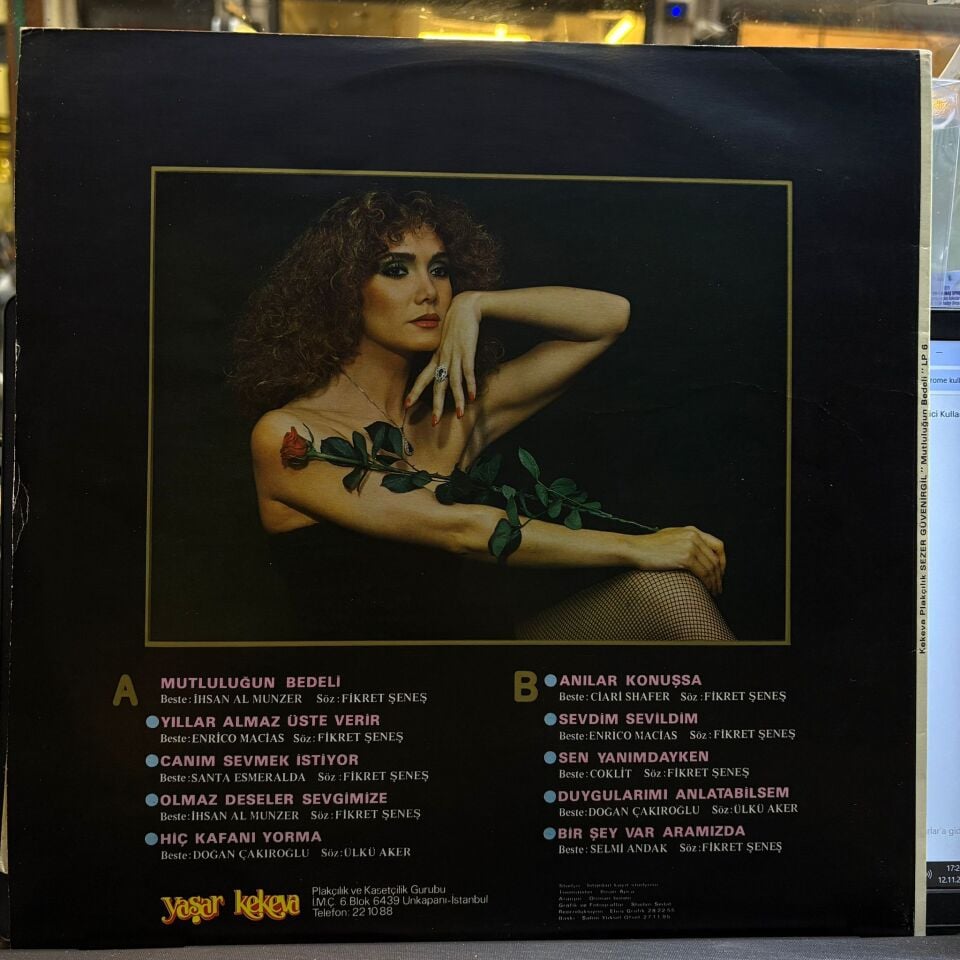 A
MUTLULUĞUN BEDELİ
Beste: İHSAN AL MUNZER Söz: FİKRET ŞENEŞ
YILLAR ALMAZ ÜSTE VERİR
Beste: ENRİCO MACİAS Söz: FİKRET ŞENEŞ
CANIM SEVMEK İSTİYOR
Beste: SANTA ESMERALDA Söz: FİKRET ŞENEŞ
OLMAZ DESELER SEVGİMİZE
Beste: İHSAN AL MUNZER Söz: FİKRET ŞENEŞ
HİÇ KAFANI YORMA
Beste: DOĞAN ÇAKIROGLU Söz: ÜLKÜ AKER
B
ANILAR KONUŞSA
Beste: CİARİ SHAFER Söz: FİKRET ŞENEŞ
SEVDİM SEVİLDİM
Beste: ENRİCO MACİAS Söz: FİKRET ŞENEŞ
SEN YANIMDAYKEN
Beste: COKLİT Söz: FİKRET ŞENEŞ
DUYGULARIMI ANLATABİLSEM
Beste: DOGAN ÇAKIROGLU Söz: ÜLKÜ AKER
BİR ŞEY VAR ARAMIZDA
Beste: SELMİ ANDAK Söz: FİKRET ŞENEŞ
yaşar kekeva
Plakçılık ve Kasetçilik Gurubu
İ.M.Ç. 6.Blok 6439 Unkapanı-İstanbul
Telefon: 22 10 88
Grafik ve Fotoğraflar
Kekeva Plakçılık SEZER GÜVENİRGİL "Mutluluğun Bedeli" LP 6